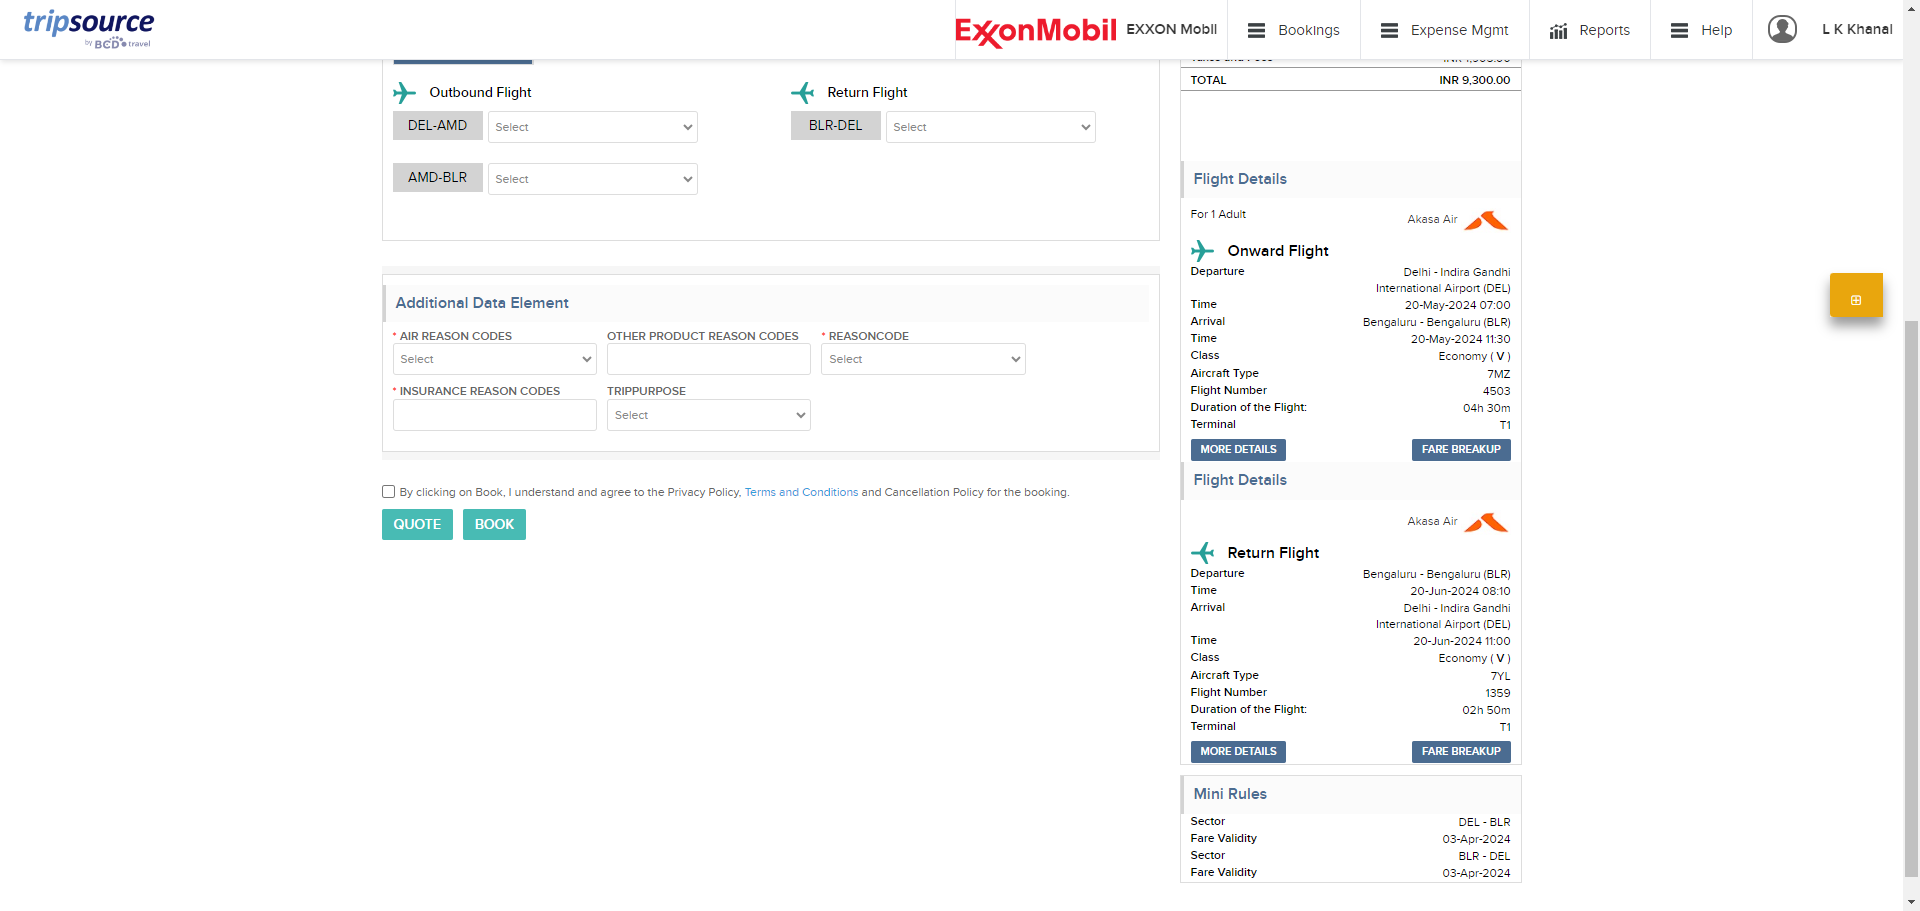 tripsource
by BCD travel
ExxonMobil EXXON Mobil
Bookings
Expense Mgmt
Reports
Help
L K Khanal
Taxes and Fees
TOTAL INR 9,300.00
Outbound Flight
Return Flight
DEL-AMD Select
BLR-DEL Select
AMD-BLR Select
Additional Data Element
* AIR REASON CODES
OTHER PRODUCT REASON CODES
* REASONCODE
Select
Select
* INSURANCE REASON CODES
TRIPPURPOSE
Select
By clicking on Book, I understand and agree to the Privacy Policy, Terms and Conditions and Cancellation Policy for the booking.
QUOTE
BOOK
Flight Details
For 1 Adult
Akasa Air
Onward Flight
Departure Delhi - Indira Gandhi
International Airport (DEL)
Time 20-May-2024 07:00
Arrival Bengaluru - Bengaluru (BLR)
Time 20-May-2024 11:30
Class Economy ( V )
Aircraft Type 7MZ
Flight Number 4503
Duration of the Flight: 04h 30m
Terminal T1
MORE DETAILS
FARE BREAKUP
Flight Details
Akasa Air
Return Flight
Departure Bengaluru - Bengaluru (BLR)
Time 20-Jun-2024 08:10
Arrival Delhi - Indira Gandhi
International Airport (DEL)
Time 20-Jun-2024 11:00
Class Economy ( V )
Aircraft Type 7YL
Flight Number 1359
Duration of the Flight: 02h 50m
Terminal T1
MORE DETAILS
FARE BREAKUP
Mini Rules
Sector DEL - BLR
Fare Validity 03-Apr-2024
Sector BLR - DEL
Fare Validity 03-Apr-2024